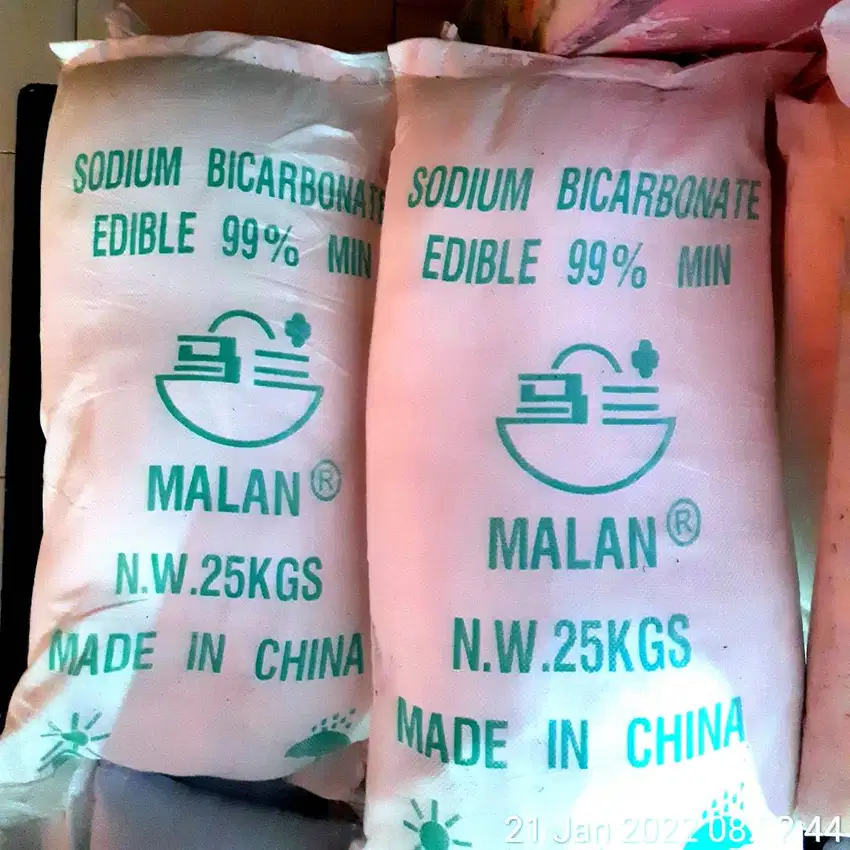 SODIUM BICARBONATE
EDIBLE 99% MIN
MALAN®
N.W.25KGS
MADE IN CHINA
SODIUM BICARBONATE
EDIBLE 99% MIN
MALAN®
N.W.25KGS
MADE IN CHINA
21 Jan 2022